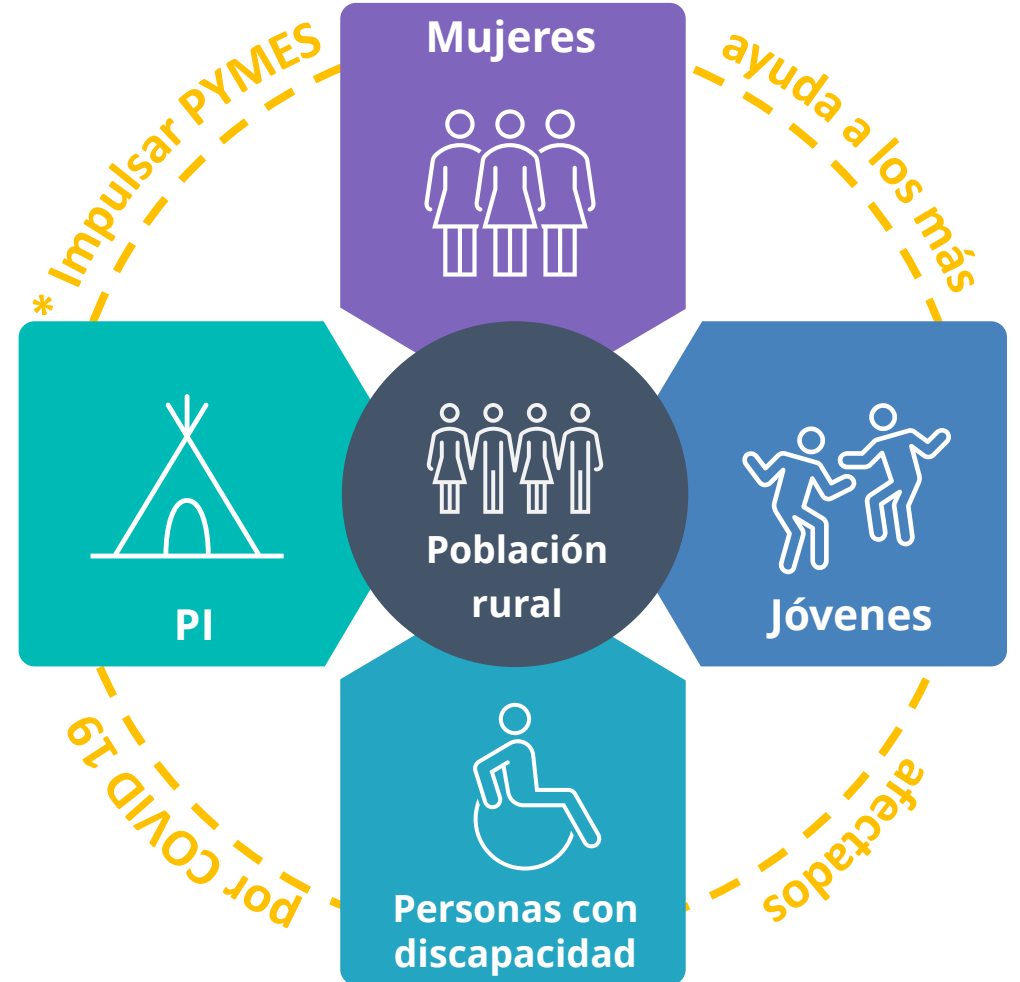 Mujeres
* Impulsar PYMES
ayuda a los más
afectados
por COVID 19
PI
Población
rural
Jóvenes
Personas con
discapacidad